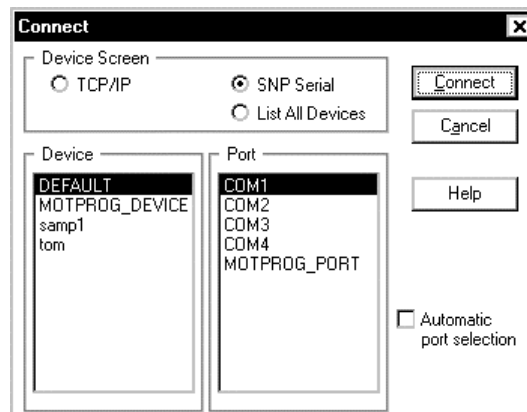 Connect
Device Screen
TCP/IP
SNP Serial
List All Devices
Connect
Cancel
Help
Device
DEFAULT
MOTPROG_DEVICE
samp1
tom
Port
COM1
COM2
COM3
COM4
MOTPROG_PORT
Automatic
port selection